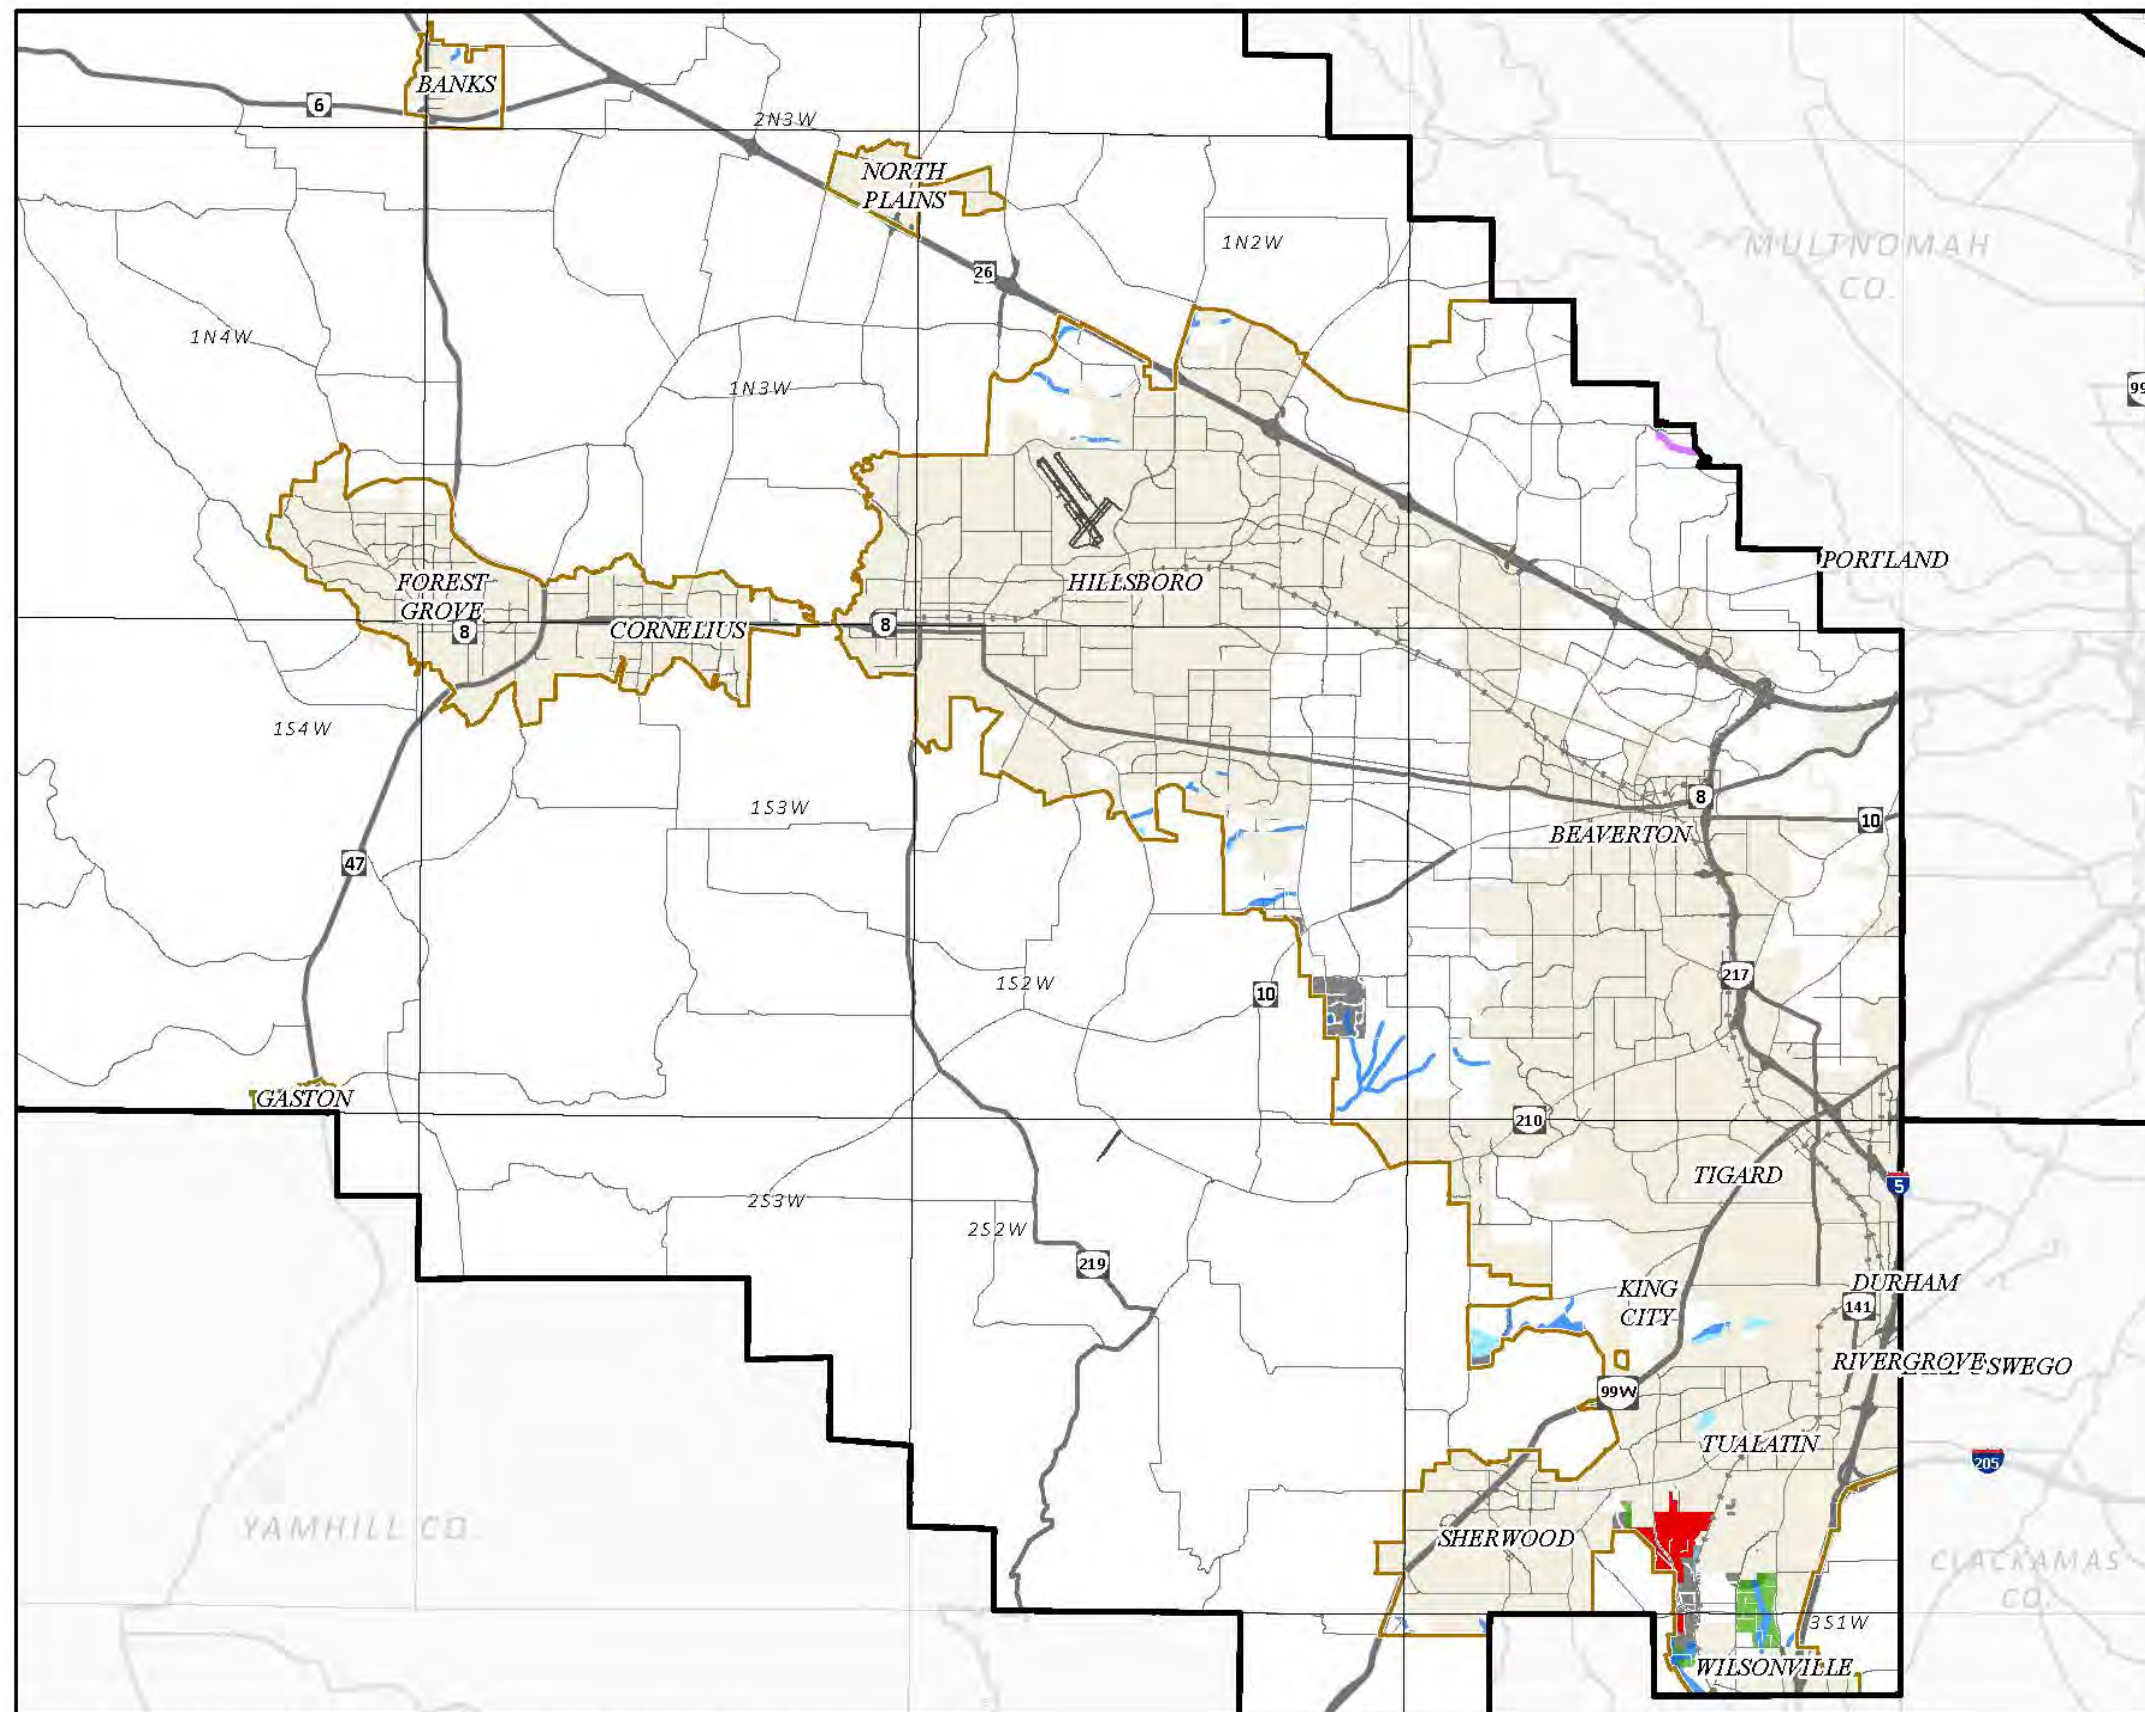 BANKS
6
2N3W
NORTH
PLAINS
1N2W
MULTNOMAH
CO.
26
1N4W
1N3W
99
PORTLAND
FOREST
GROVE
HILLSBORO
8
CORNELIUS
8
1S4W
1S3W
8
10
BEAVERTON
47
217
1S2W
10
GASTON
210
TIGARD
5
2S3W
2S2W
219
KING
CITY
DURHAM
141
RIVERGROVE
SWEGO
99W
TUALATIN
205
YAMHILL CO.
SHERWOOD
CLACKAMAS
CO.
3S1W
WILSONVILLE